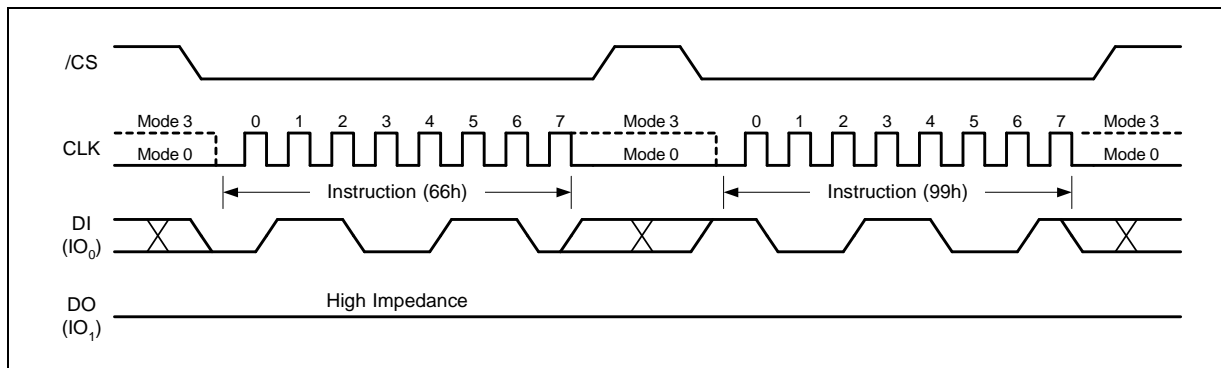 /CS
Mode 3 0 1 2 3 4 5 6 7 Mode 3 0 1 2 3 4 5 6 7 Mode 3
CLK
Mode 0 Mode 0 Mode 0
Instruction (66h) Instruction (99h)
DI
(IO₀)
DO
(IO₁)
High Impedance